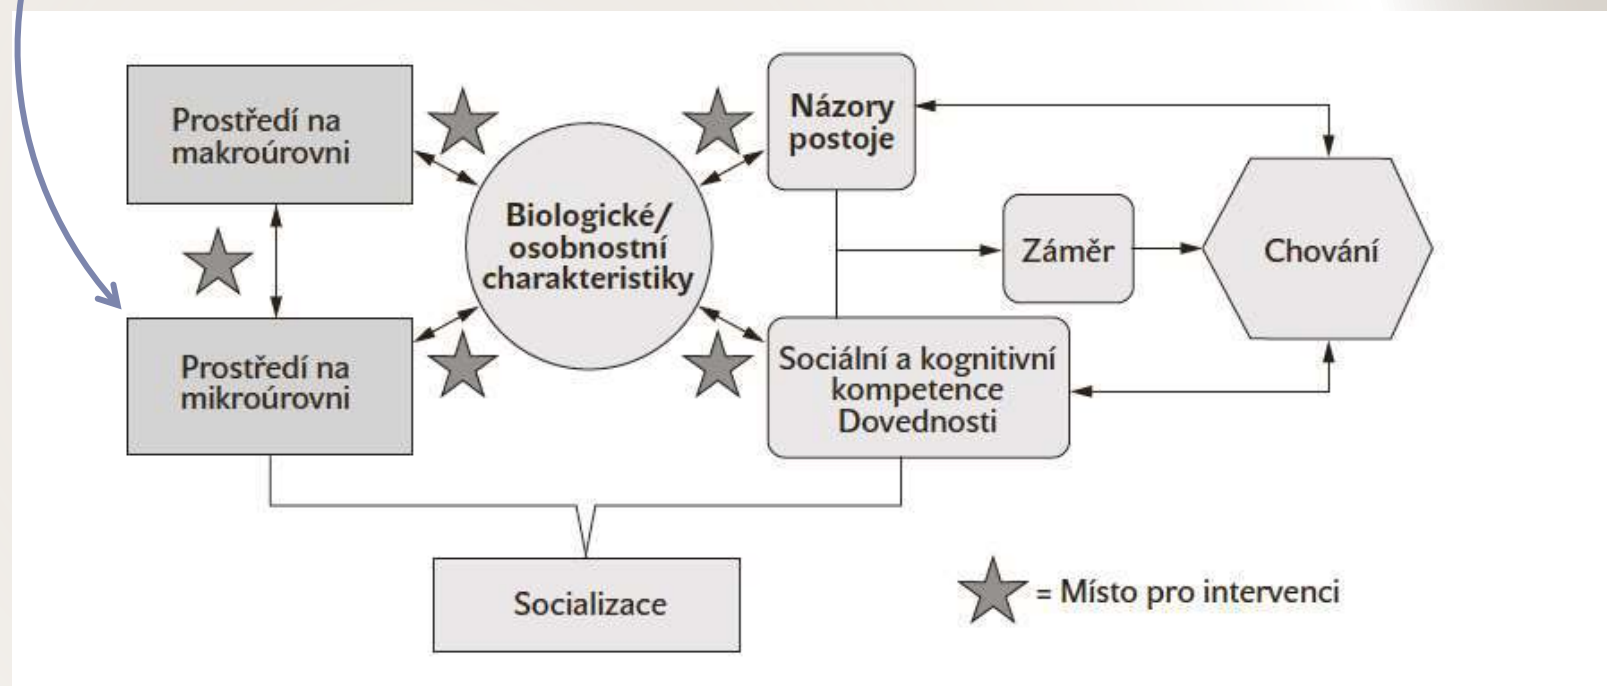 Prostředí na
makroúrovni
Názory
postoje
Biologické/
osobnostní
charakteristiky
Záměr
Chování
Prostředí na
mikroúrovni
Sociální a kognitivní
kompetence
Dovednosti
Socializace
= Místo pro intervenci